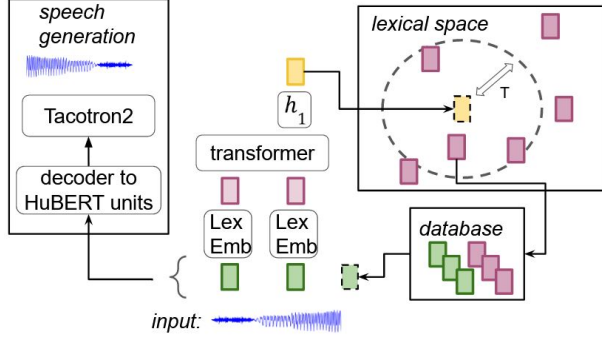 speech
generation
Tacotron2
decoder to
HuBERT units
h1
transformer
Lex
Emb
Lex
Emb
input:
lexical space
T
database